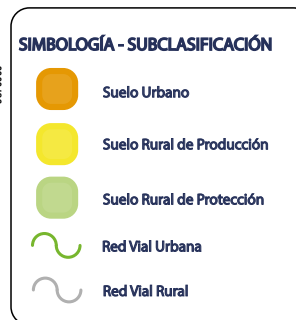 SIMBOLOGÍA - SUBCLASIFICACIÓN
Suelo Urbano
Suelo Rural de Producción
Suelo Rural de Protección
Red Vial Urbana
Red Vial Rural